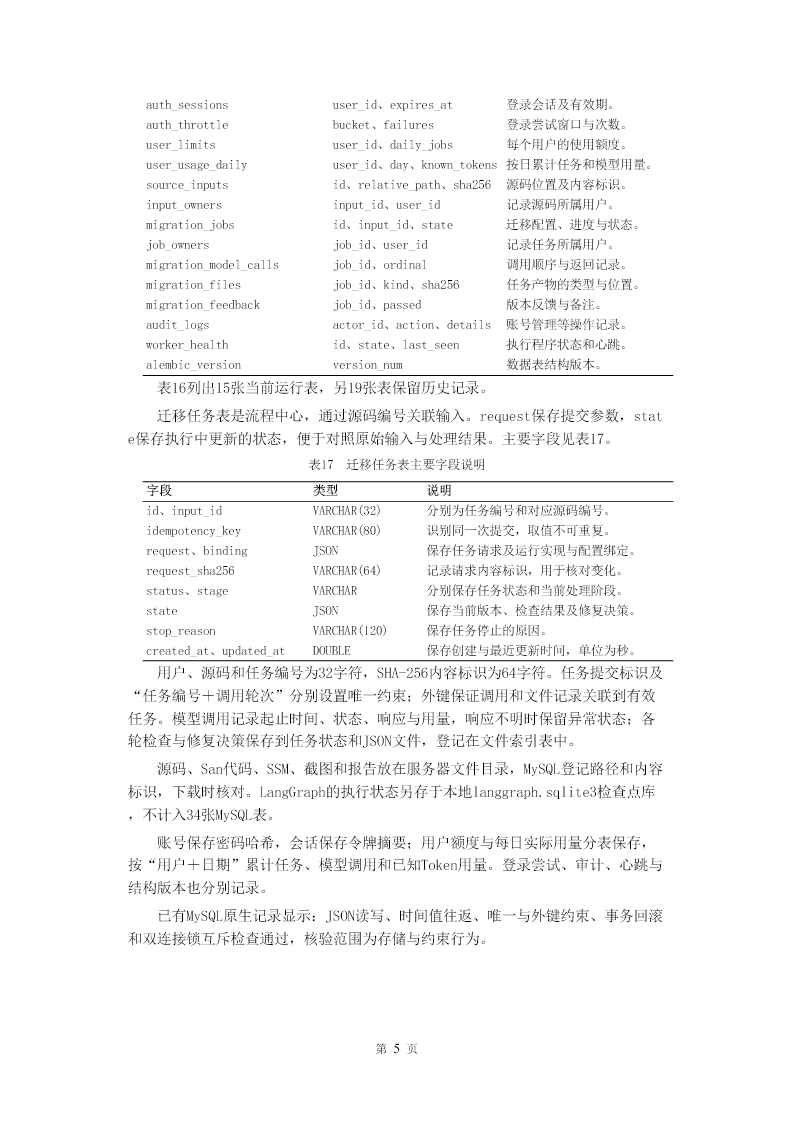 auth_sessions user_id、expires_at 登录会话及有效期。
auth_throttle bucket、failures 登录尝试窗口与次数。
user_limits user_id、daily_jobs 每个用户的使用额度。
user_usage_daily user_id、day、known_tokens 按日累计任务和模型用量。
source_inputs id、relative_path、sha256 源码位置及内容标识。
input_owners input_id、user_id 记录源码所属用户。
migration_jobs id、input_id、state 迁移配置、进度与状态。
job_owners job_id、user_id 记录任务所属用户。
migration_model_calls job_id、ordinal 调用顺序与返回记录。
migration_files job_id、kind、sha256 任务产物的类型与位置。
migration_feedback job_id、passed 版本反馈与备注。
audit_logs actor_id、action、details 账号管理等操作记录。
worker_health id、state、last_seen 执行程序状态和心跳。
alembic_version version_num 数据表结构版本。
表16列出15张当前运行表，另19张表保留历史记录。
迁移任务表是流程中心，通过源码编号关联输入。request保存提交参数，stat
e保存执行中更新的状态，便于对照原始输入与处理结果。主要字段见表17。
表17 迁移任务表主要字段说明
字段 类型 说明
id、input_id VARCHAR(32) 分别为任务编号和对应源码编号。
idempotency_key VARCHAR(80) 识别同一次提交，取值不可重复。
request、binding JSON 保存任务请求及运行实现与配置绑定。
request_sha256 VARCHAR(64) 记录请求内容标识，用于核对变化。
status、stage VARCHAR 分别保存任务状态和当前处理阶段。
state JSON 保存当前版本、检查结果及修复决策。
stop_reason VARCHAR(120) 保存任务停止的原因。
created_at、updated_at DOUBLE 保存创建与最近更新时间，单位为秒。
用户、源码和任务编号为32字符，SHA-256内容标识为64字符。任务提交标识及
“任务编号＋调用轮次”分别设置唯一约束；外键保证调用和文件记录关联到有效
任务。模型调用记录起止时间、状态、响应与用量，响应不明时保留异常状态；各
轮检查与修复决策保存到任务状态和JSON文件，登记在文件索引表中。
源码、San代码、SSM、截图和报告放在服务器文件目录，MySQL登记路径和内容
标识，下载时核对。LangGraph的执行状态另存于本地langgraph.sqlite3检查点库
，不计入34张MySQL表。
账号保存密码哈希，会话保存令牌摘要；用户额度与每日实际用量分表保存，
按“用户＋日期”累计任务、模型调用和已知Token用量。登录尝试、审计、心跳与
结构版本也分别记录。
已有MySQL原生记录显示：JSON读写、时间值往返、唯一与外键约束、事务回滚
和双连接锁互斥检查通过，核验范围为存储与约束行为。
第 5 页